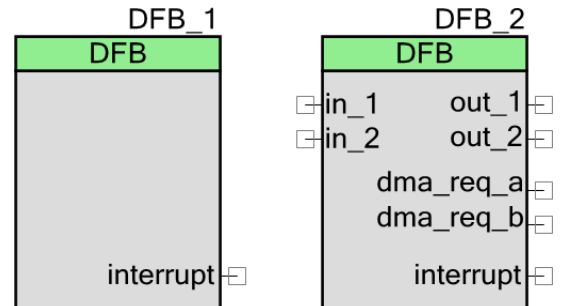 DFB_1
DFB
interrupt
DFB_2
DFB
in_1 out_1
in_2 out_2
dma_req_a
dma_req_b
interrupt